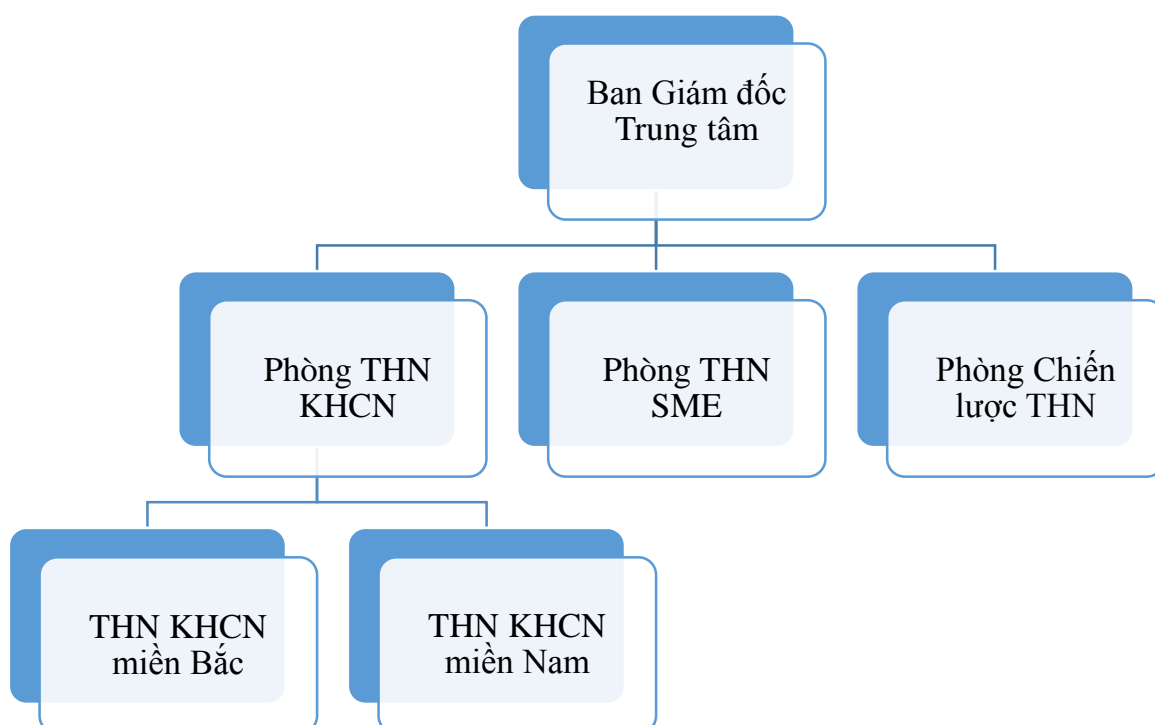 Ban Giám đốc
Trung tâm
Phòng THN
KHCN
Phòng THN
SME
Phòng Chiến
lược THN
THN KHCN
miền Bắc
THN KHCN
miền Nam